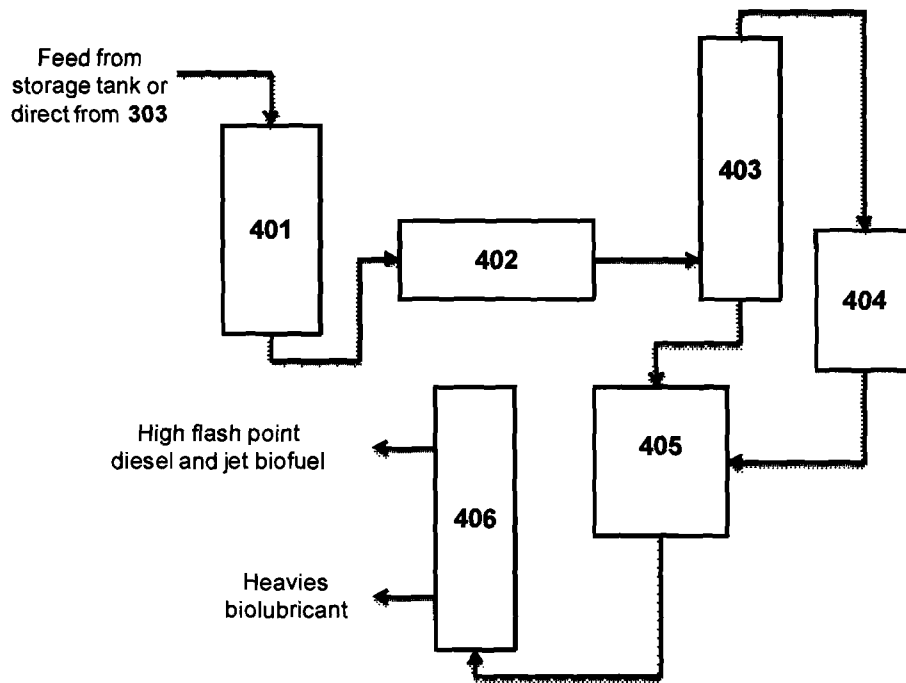 Feed from
storage tank or
direct from 303
401
402
403
404
405
406
High flash point
diesel and jet biofuel
Heavies
biolubricant